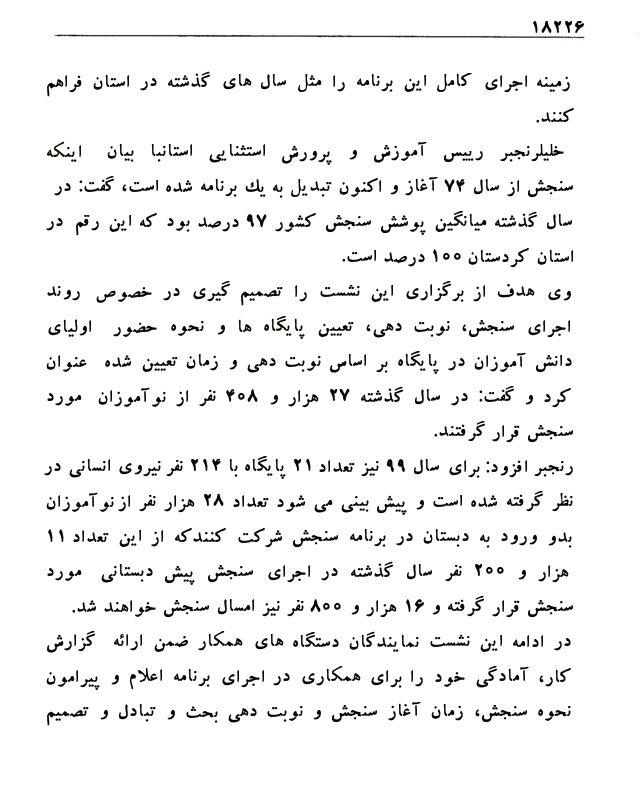 ۱۸۲۲۶
زمینه اجرای کامل این برنامه را مثل سال های گذشته در استان فراهم
کنند.
خلیلرنجبر رییس آموزش و پرورش استثنایی استانبا بیان اینکه
سنجش از سال ۷۴ آغاز و اکنون تبدیل به یك برنامه شده است، گفت: در
سال گذشته میانگین پوشش سنجش کشور ۹۷ درصد بود که این رقم در
استان کردستان ۱۰۰ درصد است.
وی هدف از برگزاری این نشست را تصمیم گیری در خصوص روند
اجرای سنجش، نوبت دهی، تعیین پایگاه ها و نحوه حضور اولیای
دانش آموزان در پایگاه بر اساس نوبت دهی و زمان تعیین شده عنوان
کرد و گفت: در سال گذشته ۲۷ هزار و ۴۰۸ نفر از نوآموزان مورد
سنجش قرار گرفتند.
رنجبر افزود: برای سال ۹۹ نیز تعداد ۲۱ پایگاه با ۲۱۴ نفر نیروی انسانی در
نظر گرفته شده است و پیش بینی می شود تعداد ۲۸ هزار نفر از نوآموزان
بدو ورود به دبستان در برنامه سنجش شرکت کنندکه از این تعداد ۱۱
هزار و ۲۰۰ نفر سال گذشته در اجرای سنجش پیش دبستانی مورد
سنجش قرار گرفته و ۱۶ هزار و ۸۰۰ نفر نیز امسال سنجش خواهند شد.
در ادامه این نشست نمایندگان دستگاه های همکار ضمن ارائه گزارش
کار، آمادگی خود را برای همکاری در اجرای برنامه اعلام و پیرامون
نحوه سنجش، زمان آغاز سنجش و نوبت دهی بحث و تبادل و تصمیم